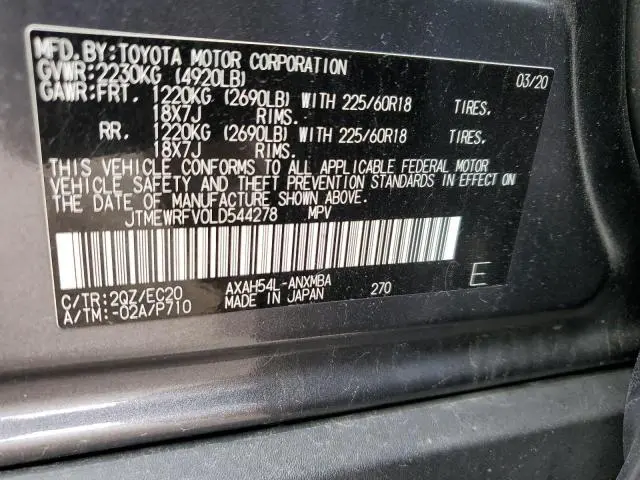 MFD. BY: TOYOTA MOTOR CORPORATION 03/20
GVWR: 2230KG (4920LB)
GAWR: FRT. 1220KG (2690LB) WITH 225/60R18 TIRES.
18X7J RIMS.
RR. 1220KG (2690LB) WITH 225/60R18 TIRES.
18X7J RIMS.
THIS VEHICLE CONFORMS TO ALL APPLICABLE FEDERAL MOTOR
VEHICLE SAFETY AND THEFT PREVENTION STANDARDS IN EFFECT ON
THE DATE OF MANUFACTURE SHOWN ABOVE.
JTMEWRFV0LD544278 MPV
C/TR: 2QZ/EC20 AXAH54L-ANXMBA 270 E
A/TM: -02A/P710 MADE IN JAPAN